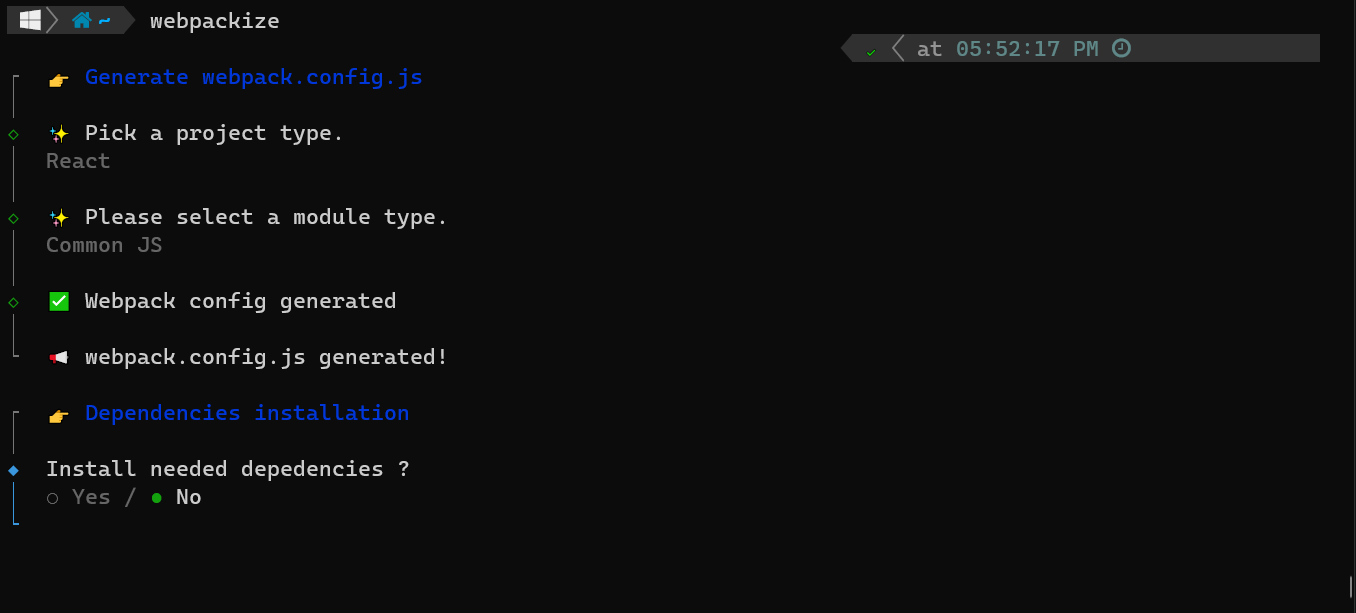 ~ webpackize
at 05:52:17 PM
Generate webpack.config.js
Pick a project type.
React
Please select a module type.
Common JS
Webpack config generated
webpack.config.js generated!
Dependencies installation
Install needed depedencies ?
Yes / No